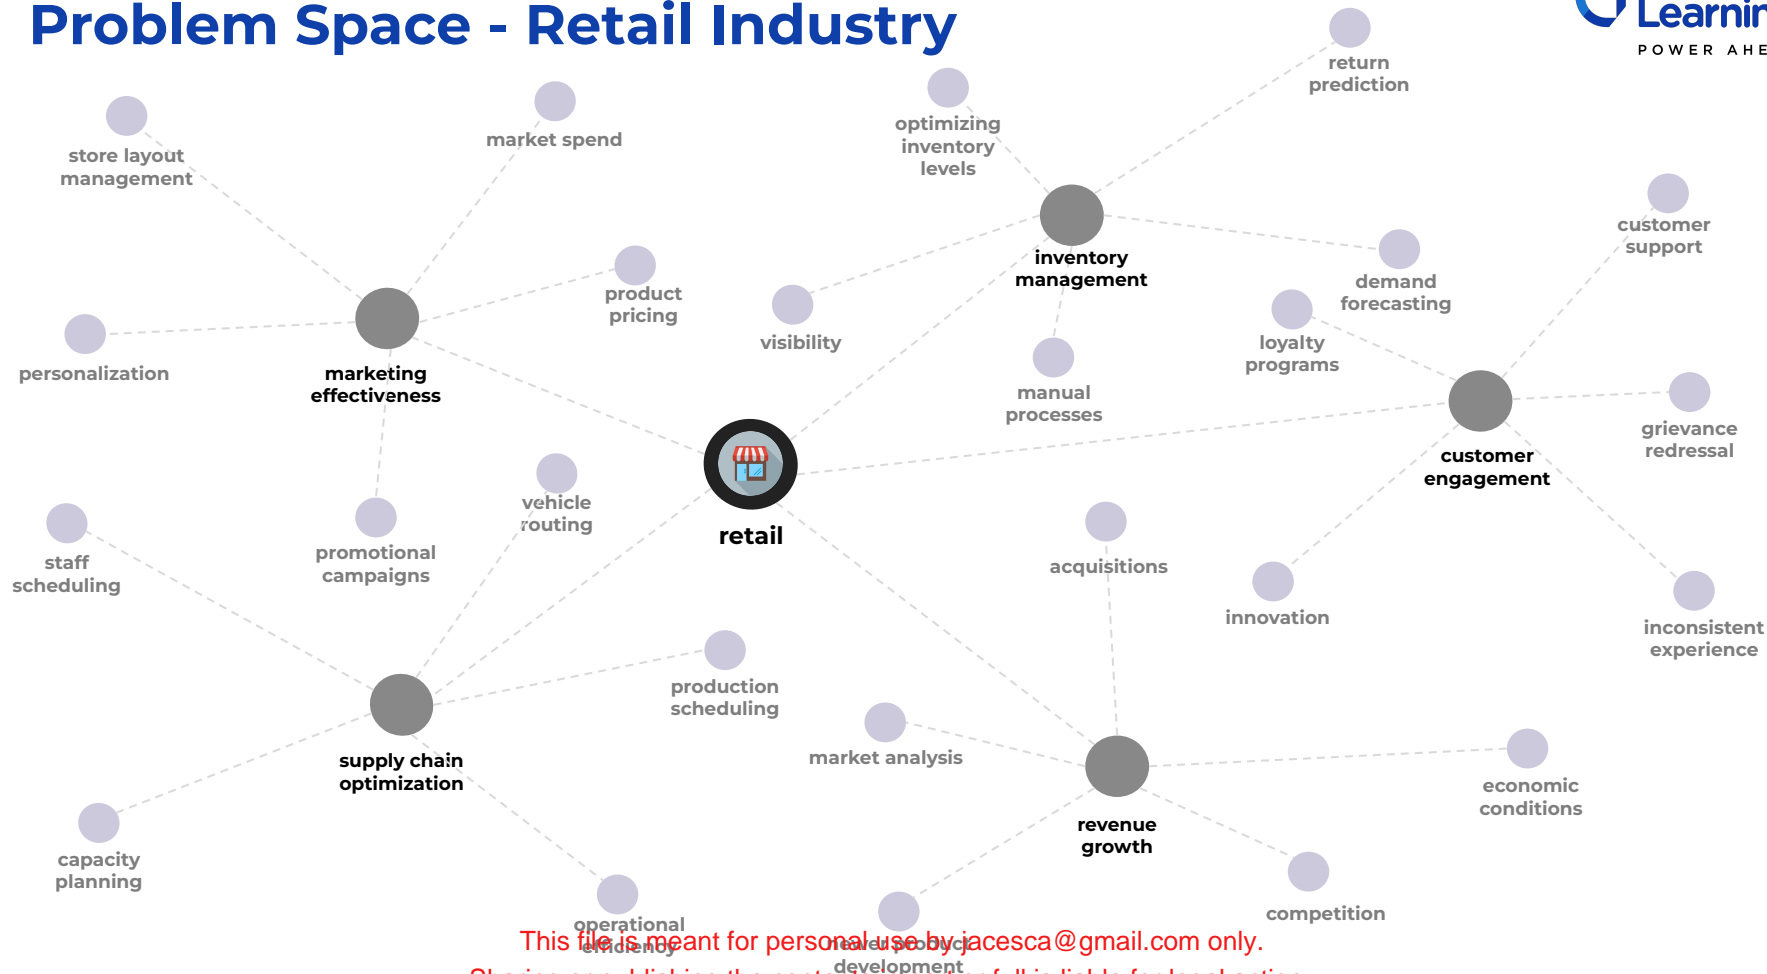 Problem Space - Retail Industry
Learnin
POWER AHE
return
prediction
optimizing
inventory
levels
market spend
store layout
management
customer
support
inventory
management
demand
forecasting
product
pricing
visibility
loyalty
programs
personalization
marketing
effectiveness
manual
processes
grievance
redressal
customer
engagement
vehicle
routing
retail
staff
scheduling
promotional
campaigns
acquisitions
innovation
inconsistent
experience
production
scheduling
market analysis
supply chain
optimization
economic
conditions
revenue
growth
capacity
planning
competition
operational
efficiency
newer product
development
This file is meant for personal use by jacesca@gmail.com only.